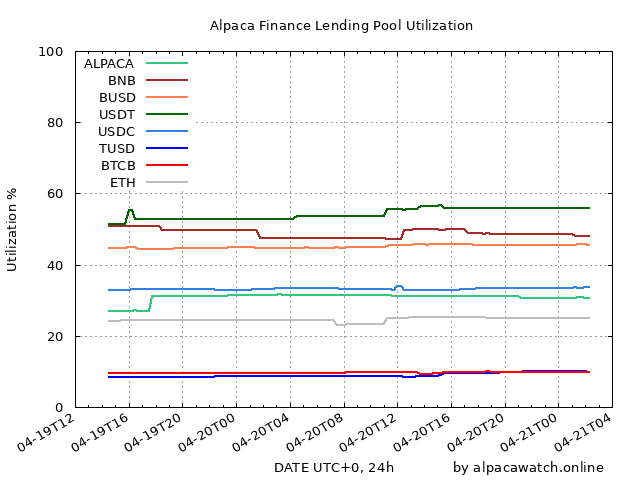 Alpaca Finance Lending Pool Utilization
100
80
60
40
20
0
Utilization %
ALPACA
BNB
BUSD
USDT
USDC
TUSD
BTCB
ETH
04-19T12
04-19T16
04-19T20
04-20T00
04-20T04
04-20T08
04-20T12
04-20T16
04-20T20
04-21T00
04-21T04
DATE UTC+0, 24h
by alpacawatch.online